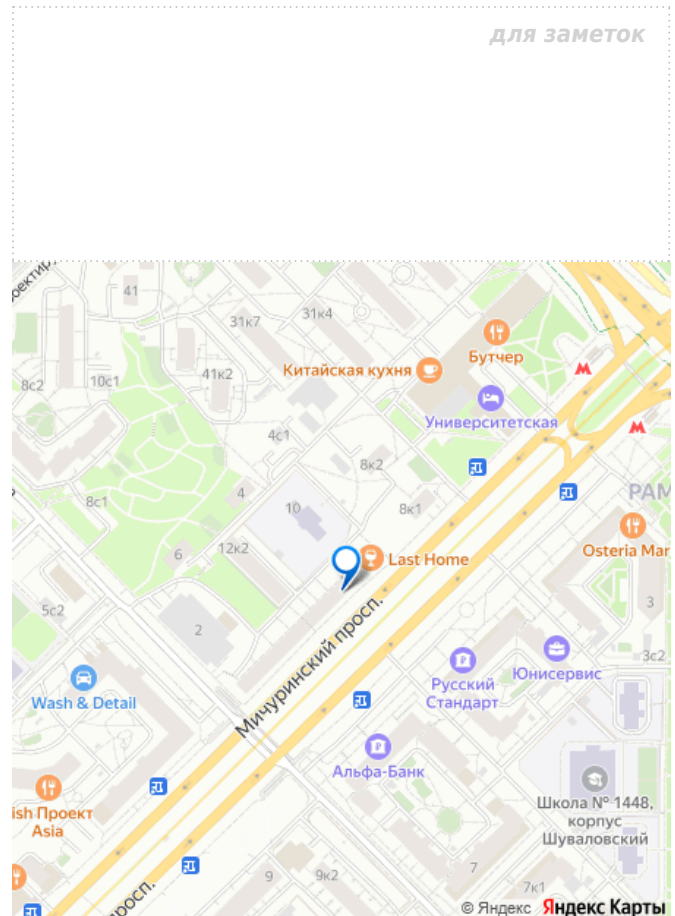 для заметок
41
31к7
31к4
Бутчер
Китайская кухня
41к2
8с2
10с1
Университетская
4с1
8к2
4
10
8к1
8с1
6
12к2
Last Home
Osteria Mar
5с2
2
3
3с2
Мичуринский просп.
Юнисервис
Русский
Стандарт
Wash & Detail
Альфа-Банк
ish Проект
Asia
Школа № 1448,
корпус
Шуваловский
9
9к2
7
7к1
© Яндекс Яндекс Карты